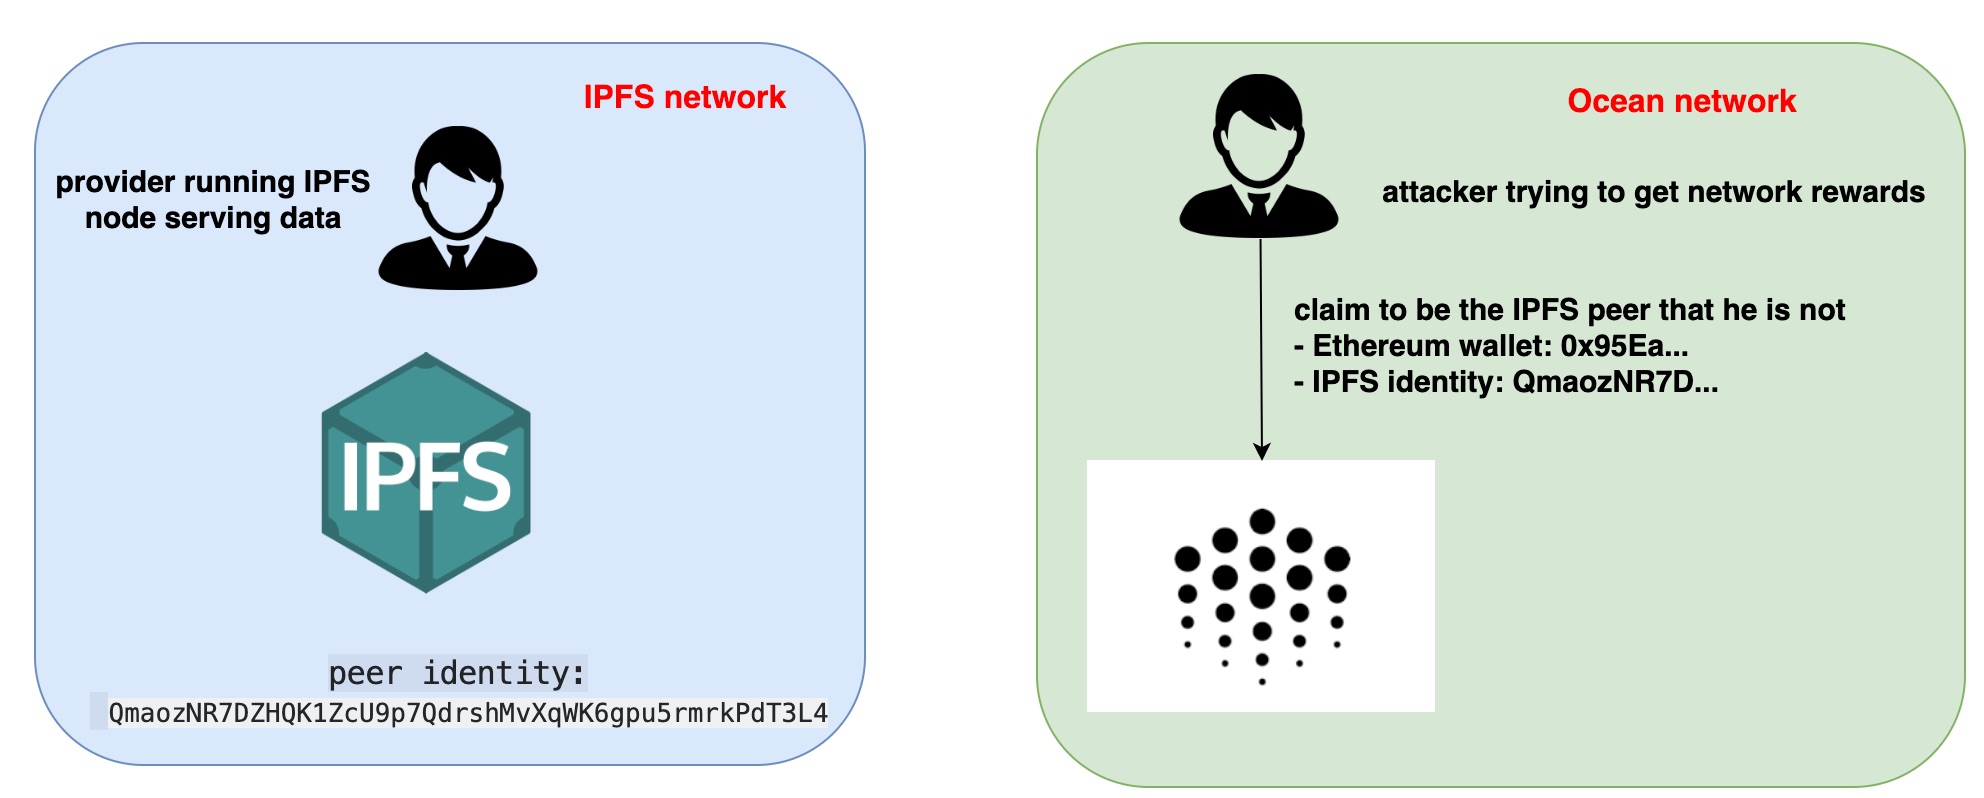 IPFS network
provider running IPFS
node serving data
IPFS
peer identity:
QmaozNR7DZHQK1ZcU9p7QdrshMvXqWK6gpu5rmrkPdT3L4
Ocean network
attacker trying to get network rewards
claim to be the IPFS peer that he is not
- Ethereum wallet: 0x95Ea...
- IPFS identity: QmaozNR7D...